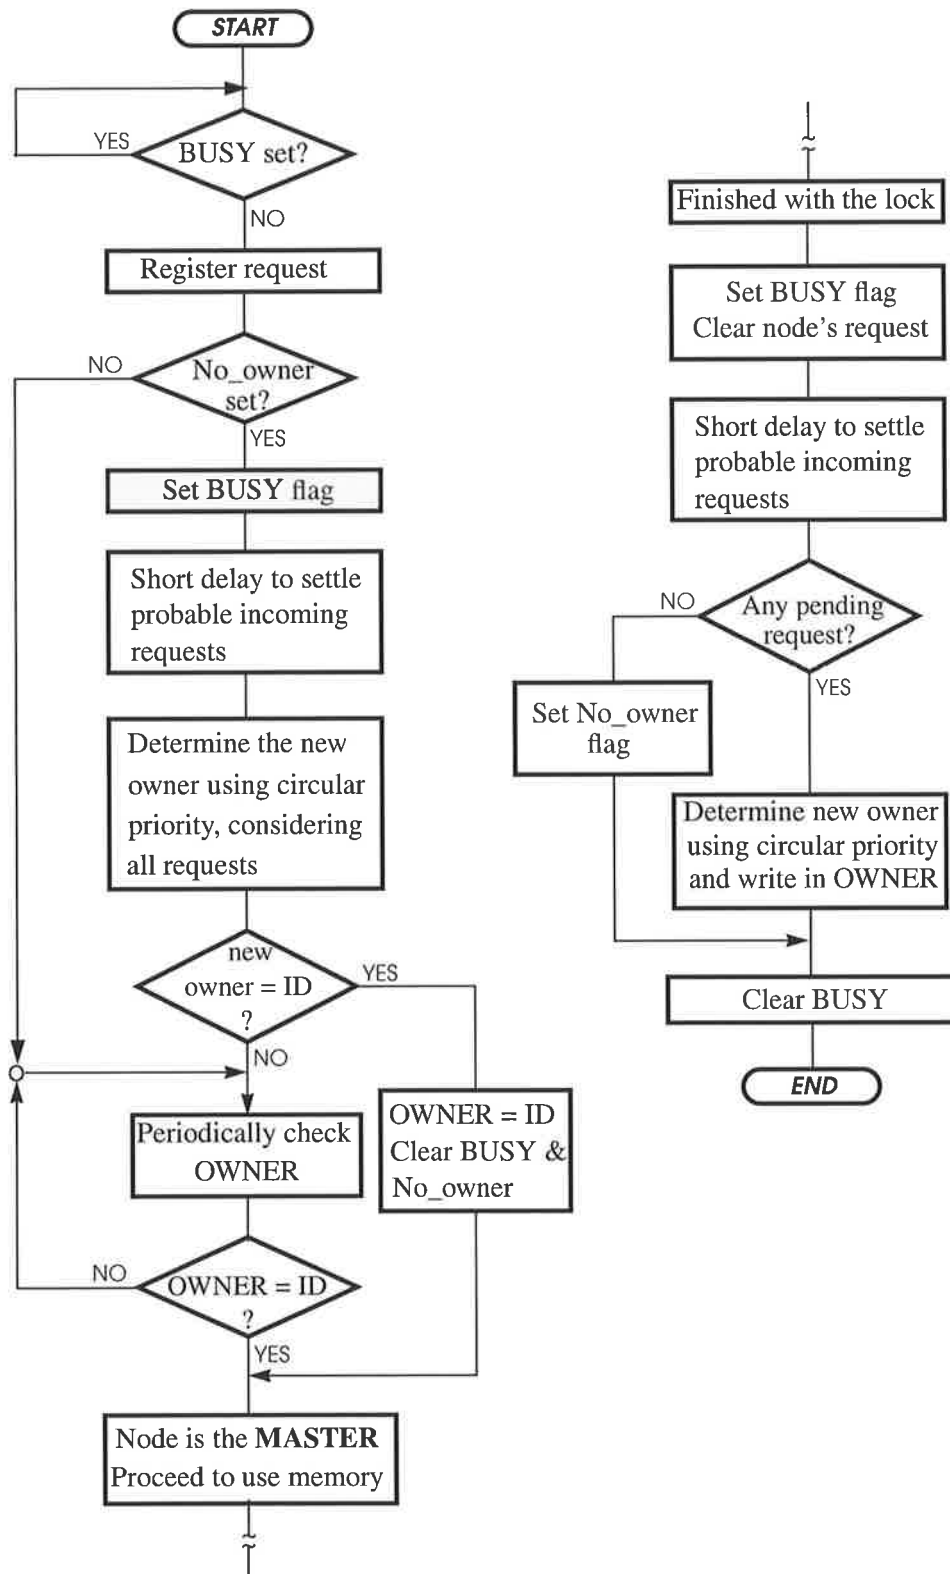 START
YES
BUSY set?
NO
Register request
NO
No_owner
set?
YES
Set BUSY flag
Short delay to settle
probable incoming
requests
Determine the new
owner using circular
priority, considering
all requests
new
owner = ID
?
YES
NO
Periodically check
OWNER
OWNER = ID
Clear BUSY &
No_owner
NO
OWNER = ID
?
YES
Node is the MASTER
Proceed to use memory
Finished with the lock
Set BUSY flag
Clear node's request
Short delay to settle
probable incoming
requests
NO
Any pending
request?
YES
Set No_owner
flag
Determine new owner
using circular priority
and write in OWNER
Clear BUSY
END